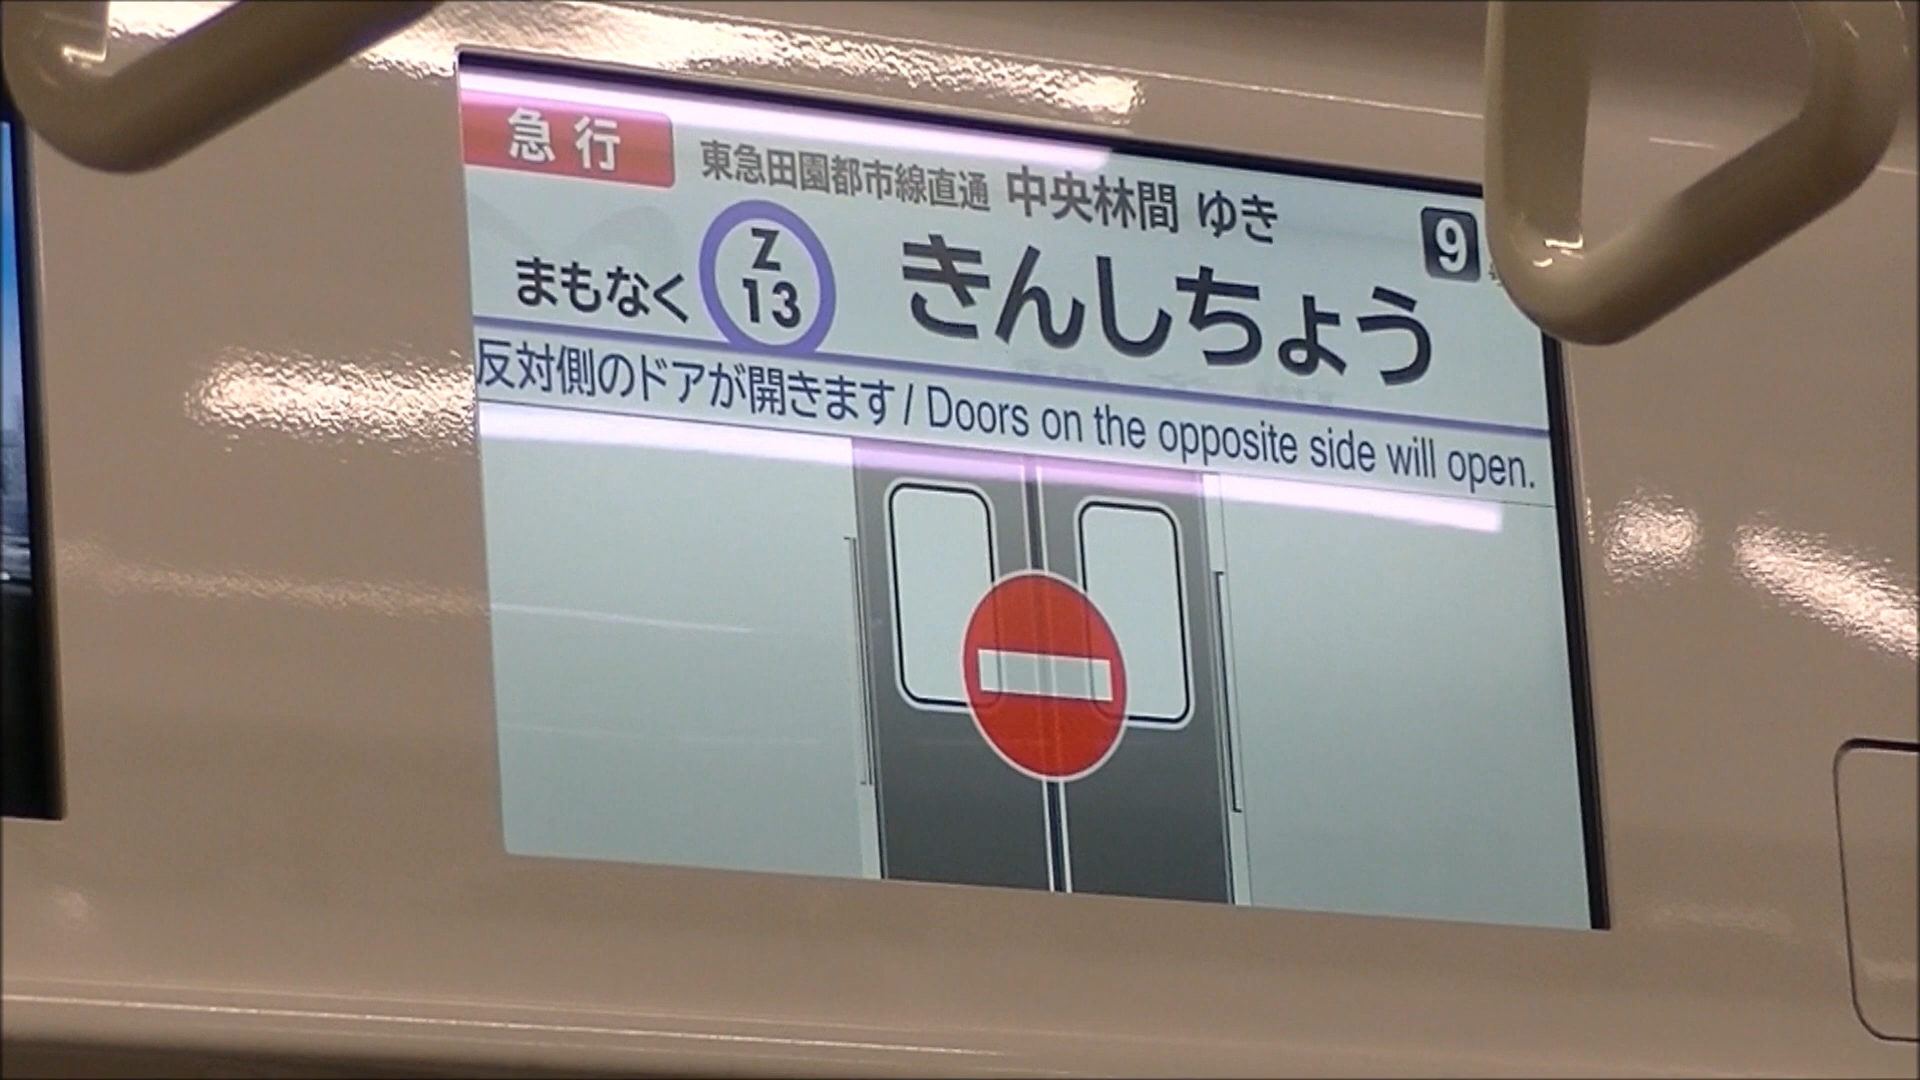 急行 東急田園都市線直通 中央林間 ゆき 9
まもなく Z 13 きんしちょう
反対側のドアが開きます / Doors on the opposite side will open.